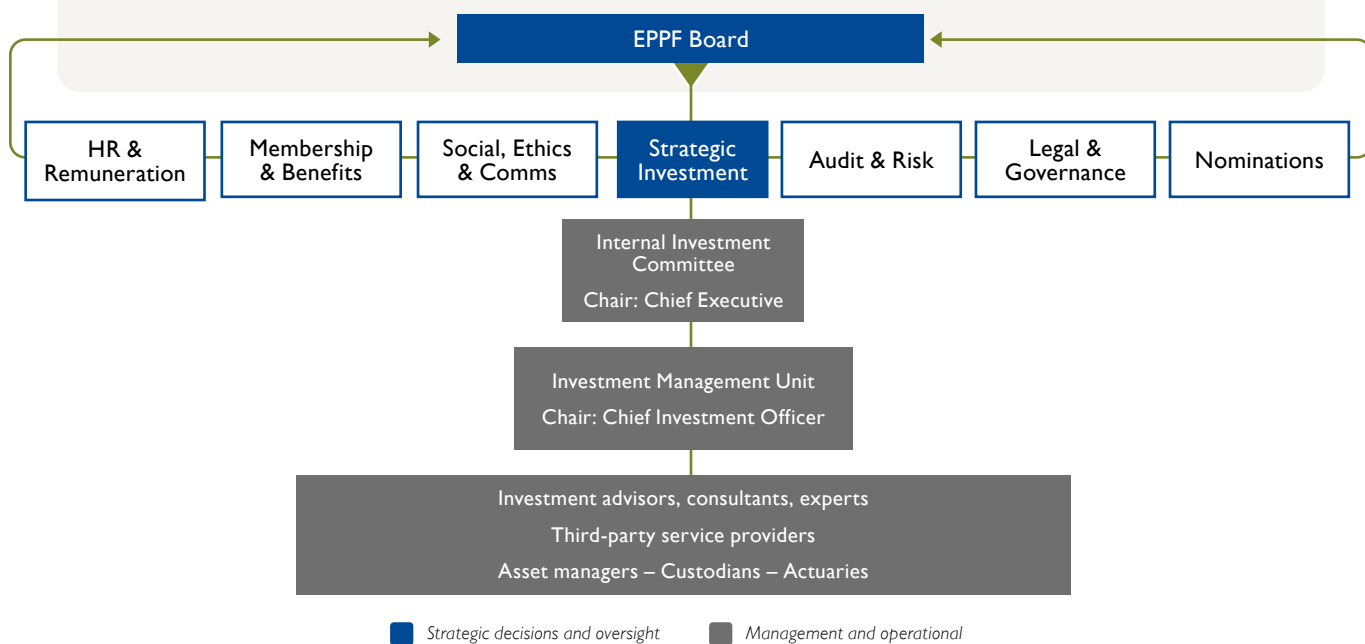 EPPF Board
HR &
Remuneration
Membership
& Benefits
Social, Ethics
& Comms
Strategic
Investment
Audit & Risk
Legal &
Governance
Nominations
Internal Investment
Committee
Chair: Chief Executive
Investment Management Unit
Chair: Chief Investment Officer
Investment advisors, consultants, experts
Third-party service providers
Asset managers – Custodians – Actuaries
Strategic decisions and oversight
Management and operational